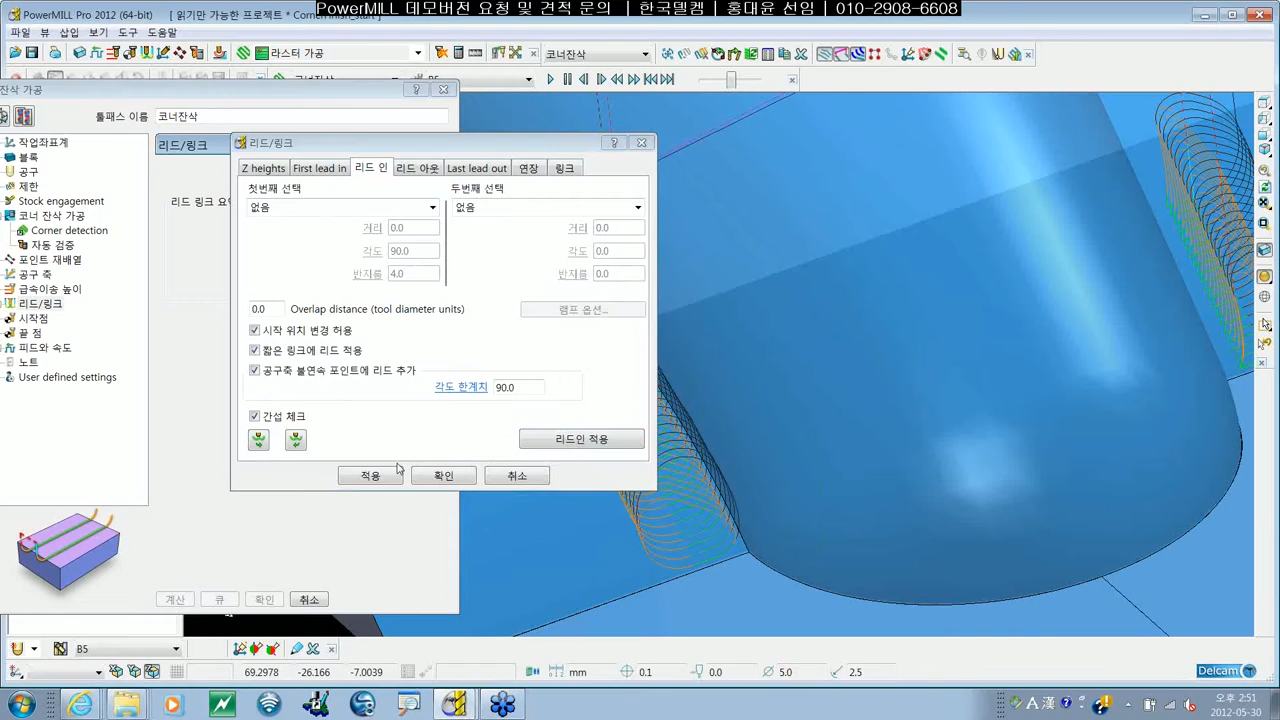 PowerMILL 데모버전 요청 및 견적 문의 | 한국델켐 | 홍대윤 선임 | 010-2908-6608
PowerMILL Pro 2012 (64-bit) - [ 읽기만 가능한 프로젝트 * CornerFinish_start ]
파일 뷰 삽입 보기 도구 도움말
라스터 가공
코너잔삭
B5
잔삭 가공
툴패스 이름
코너잔삭
작업좌표계
블록
공구
제한
Stock engagement
코너 잔삭 가공
Corner detection
자동 검증
포인트 재배열
공구 축
급속이송 높이
리드/링크
시작점
끝 점
피드와 속도
노트
User defined settings
리드/링크
리드 링크 요약
계산
큐
확인
취소
리드/링크
Z heights
First lead in
리드 인
리드 아웃
Last lead out
연장
링크
첫번째 선택
두번째 선택
없음
없음
거리 0.0
거리 0.0
각도 90.0
각도 0.0
반지름 4.0
반지름 0.0
0.0 Overlap distance (tool diameter units)
램프 옵션...
시작 위치 변경 허용
짧은 링크에 리드 적용
공구축 불연속 포인트에 리드 추가
각도 한계치 90.0
간섭 체크
리드인 적용
적용
확인
취소
B5
69.2978 -26.166 -7.0039
mm
0.1
0.0
5.0
2.5
Delcam
A 漢
오후 2:51
2012-05-30